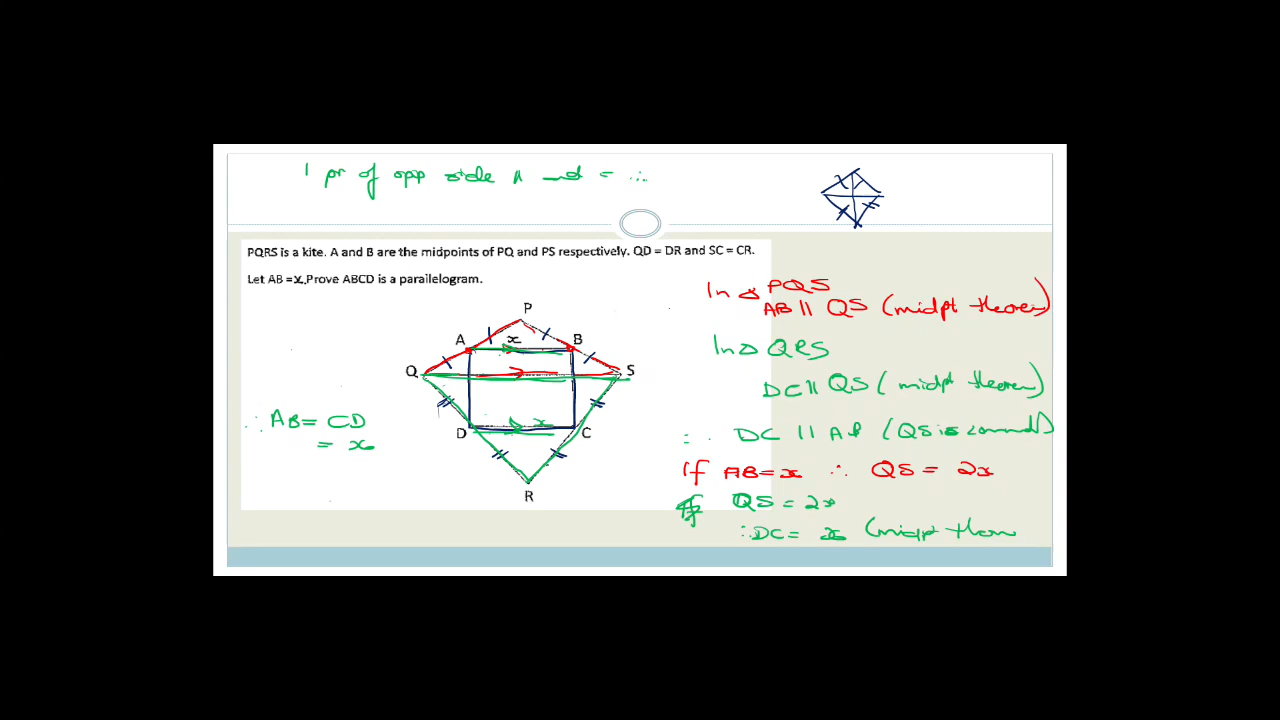 1 pr of opp side ∧ and = ∴
PQRS is a kite. A and B are the midpoints of PQ and PS respectively. QD = DR and SC = CR.
Let AB = x. Prove ABCD is a parallelogram.
P
A
x
B
Q
S
D
x
C
R
∴ AB = CD
= x
In △ PQS
AB || QS (midpt theorem)
In △ QRS
DC || QS (midpt theorem)
∴ DC || AB (QS is common)
If AB = x ∴ QS = 2x
If QS = 2x
∴ DC = x (midpt theorem